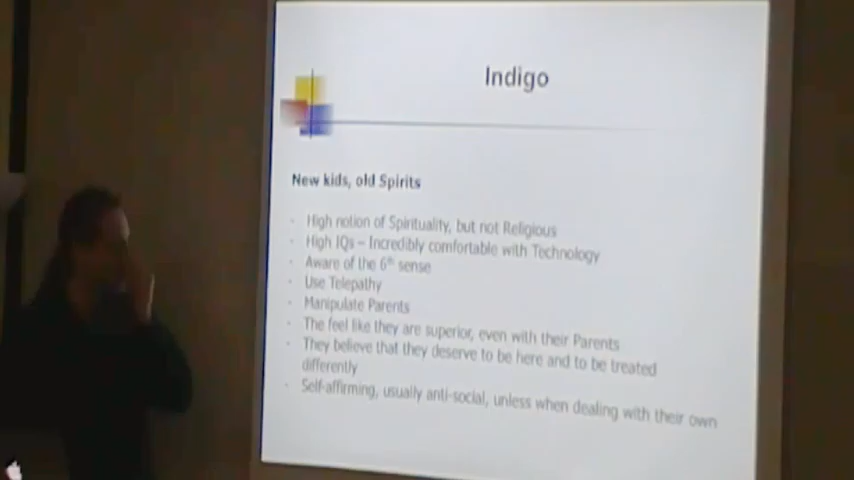 Indigo
New kids, old Spirits
High notion of Spirituality, but not Religious
High IQs – Incredibly comfortable with Technology
Aware of the 6th sense
Use Telepathy
Manipulate Parents
The feel like they are superior, even with their Parents
They believe that they deserve to be here and to be treated
differently
Self-affirming, usually anti-social, unless when dealing with their own